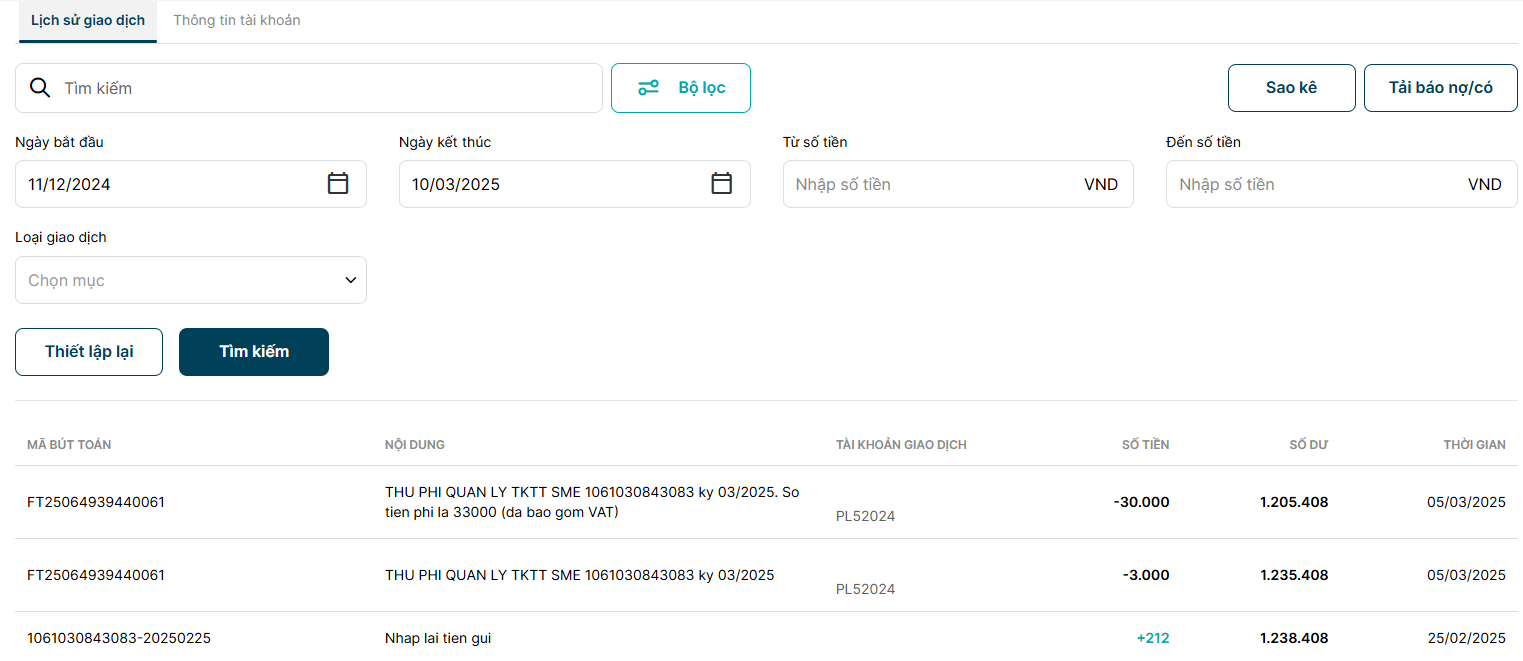 Lịch sử giao dịch Thông tin tài khoản
Tìm kiếm Bộ lọc Sao kê Tải báo nợ/có
Ngày bắt đầu Ngày kết thúc Từ số tiền Đến số tiền
11/12/2024 10/03/2025 Nhập số tiền VND Nhập số tiền VND
Loại giao dịch
Chọn mục
Thiết lập lại Tìm kiếm
MÃ BÚT TOÁN NỘI DUNG TÀI KHOẢN GIAO DỊCH SỐ TIỀN SỐ DƯ THỜI GIAN
THU PHI QUAN LY TKTT SME 1061030843083 ky 03/2025. So
FT25064939440061 -30.000 1.205.408 05/03/2025
tien phi la 33000 (da bao gom VAT) PL52024
FT25064939440061 THU PHI QUAN LY TKTT SME 1061030843083 ky 03/2025 -3.000 1.235.408 05/03/2025
PL52024
1061030843083-20250225 Nhap lai tien gui +212 1.238.408 25/02/2025